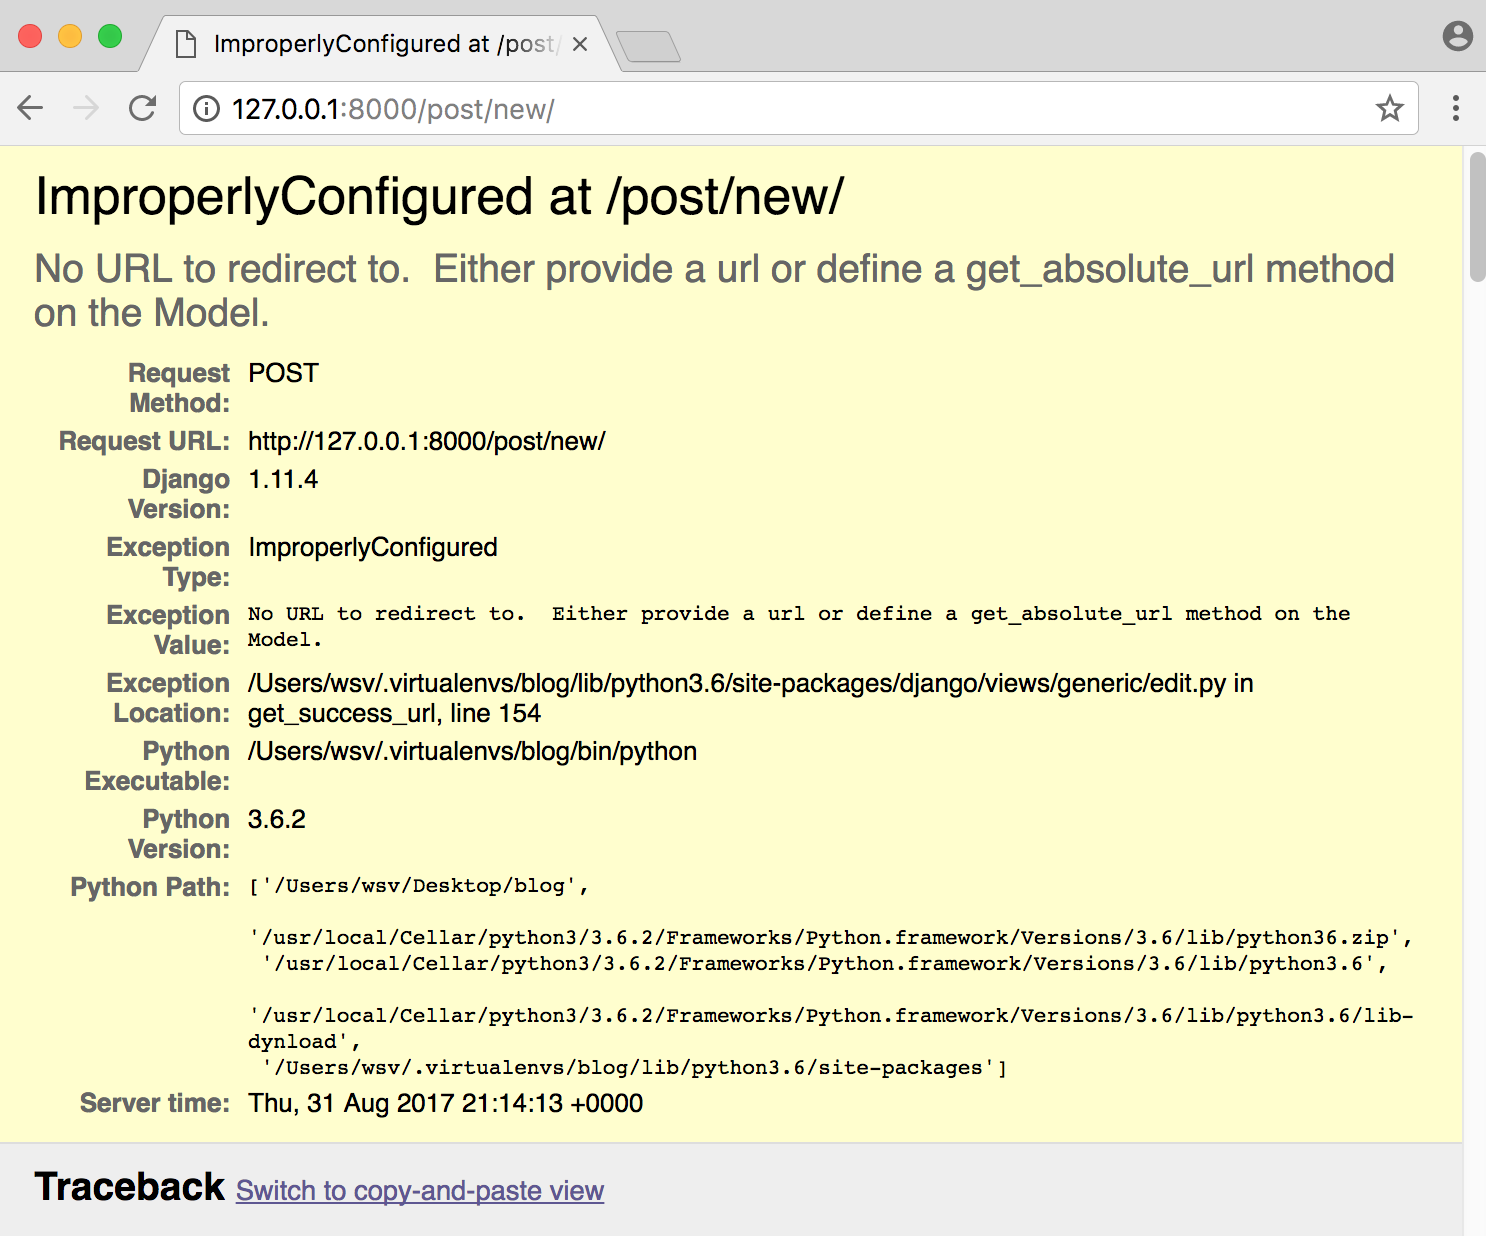 ImproperlyConfigured at /post/
127.0.0.1:8000/post/new/
ImproperlyConfigured at /post/new/
No URL to redirect to.  Either provide a url or define a get_absolute_url method
on the Model.
Request Method: POST
Request URL: http://127.0.0.1:8000/post/new/
Django Version: 1.11.4
Exception Type: ImproperlyConfigured
Exception Value: No URL to redirect to.  Either provide a url or define a get_absolute_url method on the
Model.
Exception Location: /Users/wsv/.virtualenvs/blog/lib/python3.6/site-packages/django/views/generic/edit.py in
get_success_url, line 154
Python Executable: /Users/wsv/.virtualenvs/blog/bin/python
Python Version: 3.6.2
Python Path: ['/Users/wsv/Desktop/blog',
'/usr/local/Cellar/python3/3.6.2/Frameworks/Python.framework/Versions/3.6/lib/python36.zip',
'/usr/local/Cellar/python3/3.6.2/Frameworks/Python.framework/Versions/3.6/lib/python3.6',
'/usr/local/Cellar/python3/3.6.2/Frameworks/Python.framework/Versions/3.6/lib/python3.6/lib-
dynload',
'/Users/wsv/.virtualenvs/blog/lib/python3.6/site-packages']
Server time: Thu, 31 Aug 2017 21:14:13 +0000
Traceback Switch to copy-and-paste view